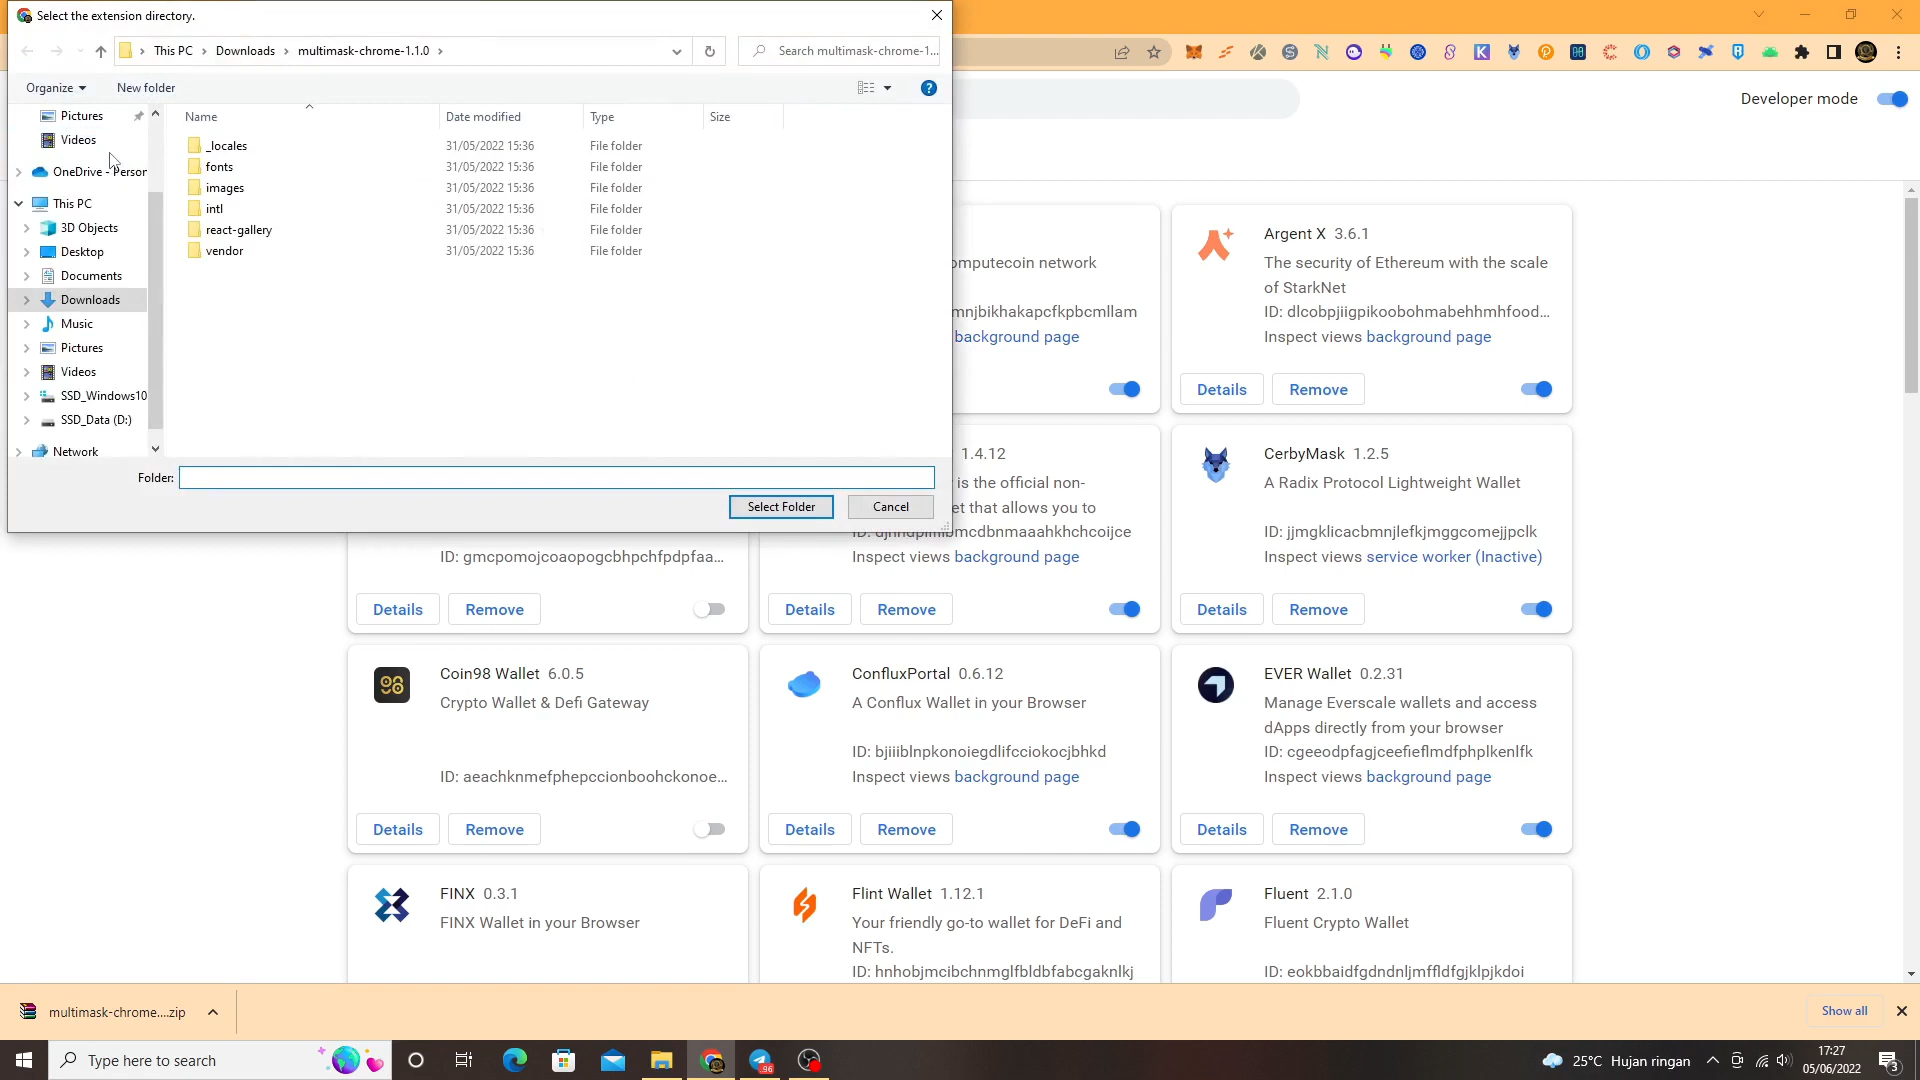 Select the extension directory.
This PC > Downloads > multimask-chrome-1.1.0 >
Search multimask-chrome-1...
Organize
New folder
Name
Date modified
Type
Size
Pictures
Videos
OneDrive - Person
This PC
3D Objects
Desktop
Documents
Downloads
Music
Pictures
Videos
SSD_Windows10
SSD_Data (D:)
Network
_locales 31/05/2022 15:36 File folder
fonts 31/05/2022 15:36 File folder
images 31/05/2022 15:36 File folder
intl 31/05/2022 15:36 File folder
react-gallery 31/05/2022 15:36 File folder
vendor 31/05/2022 15:36 File folder
Folder:
Select Folder
Cancel
Developer mode
omputecoin network
mnjbikhakapcfkpbcmllam
background page
Argent X 3.6.1
The security of Ethereum with the scale
of StarkNet
ID: dlcobpjiigpikoobohmabehhmhfood...
Inspect views background page
Details
Remove
ID: gmcpomojcoaopogcbhpchfpdpfaa...
Details
Remove
1.4.12
is the official non-
et that allows you to
Inspect views background page
Details
Remove
CerbyMask 1.2.5
A Radix Protocol Lightweight Wallet
ID: jjmgklicacbmnjlefkjmggcomejjpclk
Inspect views service worker (Inactive)
Details
Remove
Coin98 Wallet 6.0.5
Crypto Wallet & Defi Gateway
ID: aeachknmefphepccionboohckonoe...
Details
Remove
ConfluxPortal 0.6.12
A Conflux Wallet in your Browser
ID: bjiiiblnpkonoiegdlifcciokocjbhkd
Inspect views background page
Details
Remove
EVER Wallet 0.2.31
Manage Everscale wallets and access
dApps directly from your browser
ID: cgeeodpfagjceefieflmdfphplkenlfk
Inspect views background page
Details
Remove
FINX 0.3.1
FINX Wallet in your Browser
Flint Wallet 1.12.1
Your friendly go-to wallet for DeFi and
NFTs.
ID: hnhobjmcibchnmglfbldbfabcgaknlkj
Fluent 2.1.0
Fluent Crypto Wallet
ID: eokbbaidfgdndnljmffldfgjklpjkdoi
multimask-chrome....zip
Show all
Type here to search
96
25°C Hujan ringan
17:27
05/06/2022
3